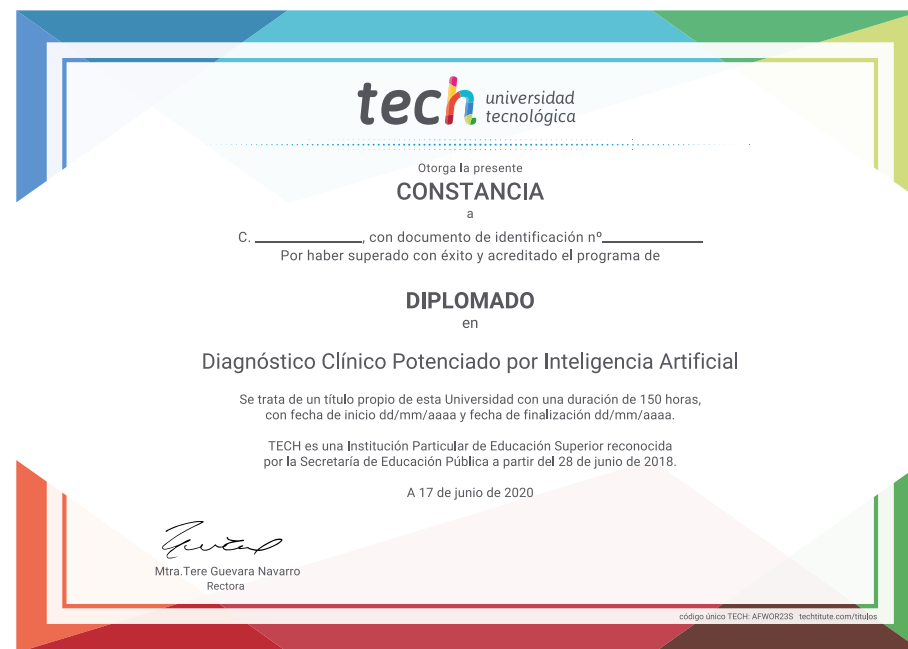 tech universidad
tecnológica
Otorga la presente
CONSTANCIA
a
C. ____________, con documento de identificación nº____________
Por haber superado con éxito y acreditado el programa de
DIPLOMADO
en
Diagnóstico Clínico Potenciado por Inteligencia Artificial
Se trata de un título propio de esta Universidad con una duración de 150 horas,
con fecha de inicio dd/mm/aaaa y fecha de finalización dd/mm/aaaa.
TECH es una Institución Particular de Educación Superior reconocida
por la Secretaría de Educación Pública a partir del 28 de junio de 2018.
A 17 de junio de 2020
Mtra.Tere Guevara Navarro
Rectora
código único TECH: AFWOR23S techtitute.com/titulos